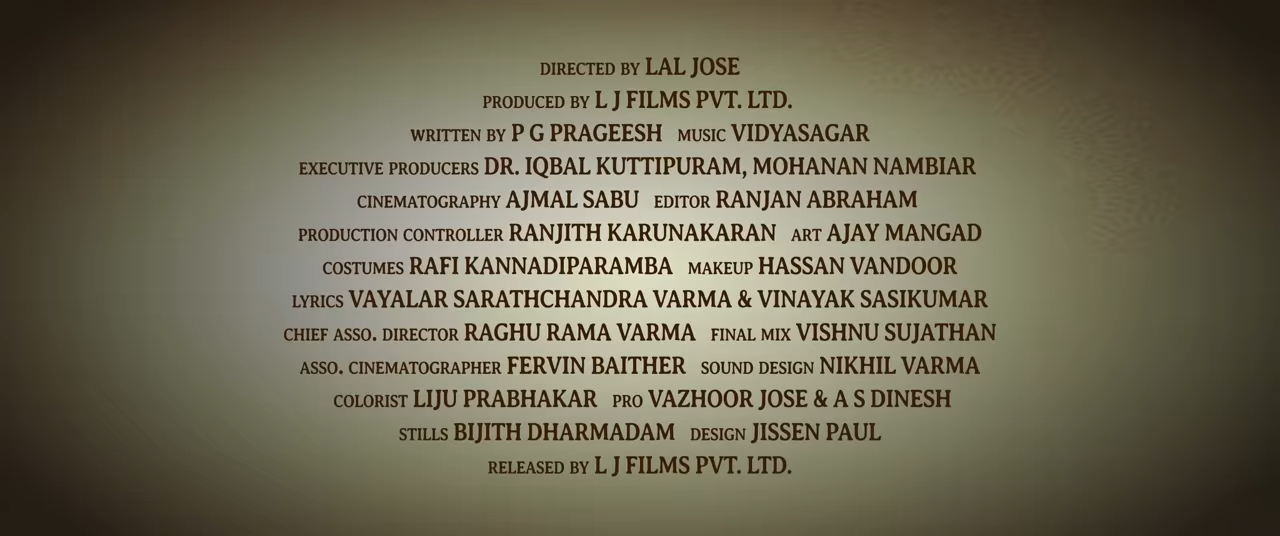 DIRECTED BY LAL JOSE
PRODUCED BY L J FILMS PVT. LTD.
WRITTEN BY P G PRAGEESH MUSIC VIDYASAGAR
EXECUTIVE PRODUCERS DR. IQBAL KUTTIPURAM, MOHANAN NAMBIAR
CINEMATOGRAPHY AJMAL SABU EDITOR RANJAN ABRAHAM
PRODUCTION CONTROLLER RANJITH KARUNAKARAN ART AJAY MANGAD
COSTUMES RAFI KANNADIPARAMBA MAKEUP HASSAN VANDOOR
LYRICS VAYALAR SARATHCHANDRA VARMA & VINAYAK SASIKUMAR
CHIEF ASSO. DIRECTOR RAGHU RAMA VARMA FINAL MIX VISHNU SUJATHAN
ASSO. CINEMATOGRAPHER FERVIN BAITHER SOUND DESIGN NIKHIL VARMA
COLORIST LIJU PRABHAKAR PRO VAZHOOR JOSE & A S DINESH
STILLS BIJITH DHARMADAM DESIGN JISSEN PAUL
RELEASED BY L J FILMS PVT. LTD.